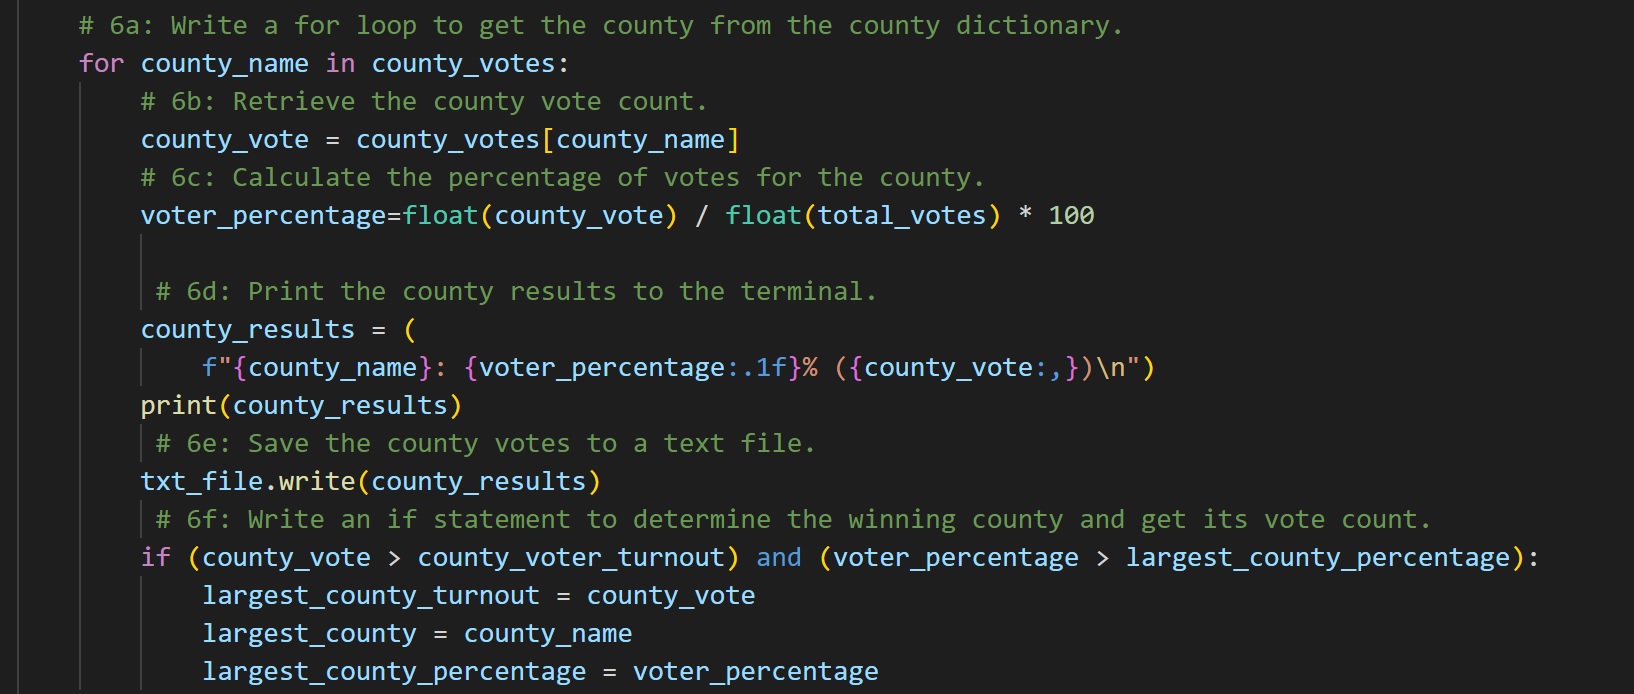 # 6a: Write a for loop to get the county from the county dictionary.
for county_name in county_votes:
# 6b: Retrieve the county vote count.
county_vote = county_votes[county_name]
# 6c: Calculate the percentage of votes for the county.
voter_percentage=float(county_vote) / float(total_votes) * 100
# 6d: Print the county results to the terminal.
county_results = (
f"{county_name}: {voter_percentage:.1f}% ({county_vote:,})\n")
print(county_results)
# 6e: Save the county votes to a text file.
txt_file.write(county_results)
# 6f: Write an if statement to determine the winning county and get its vote count.
if (county_vote > county_voter_turnout) and (voter_percentage > largest_county_percentage):
largest_county_turnout = county_vote
largest_county = county_name
largest_county_percentage = voter_percentage